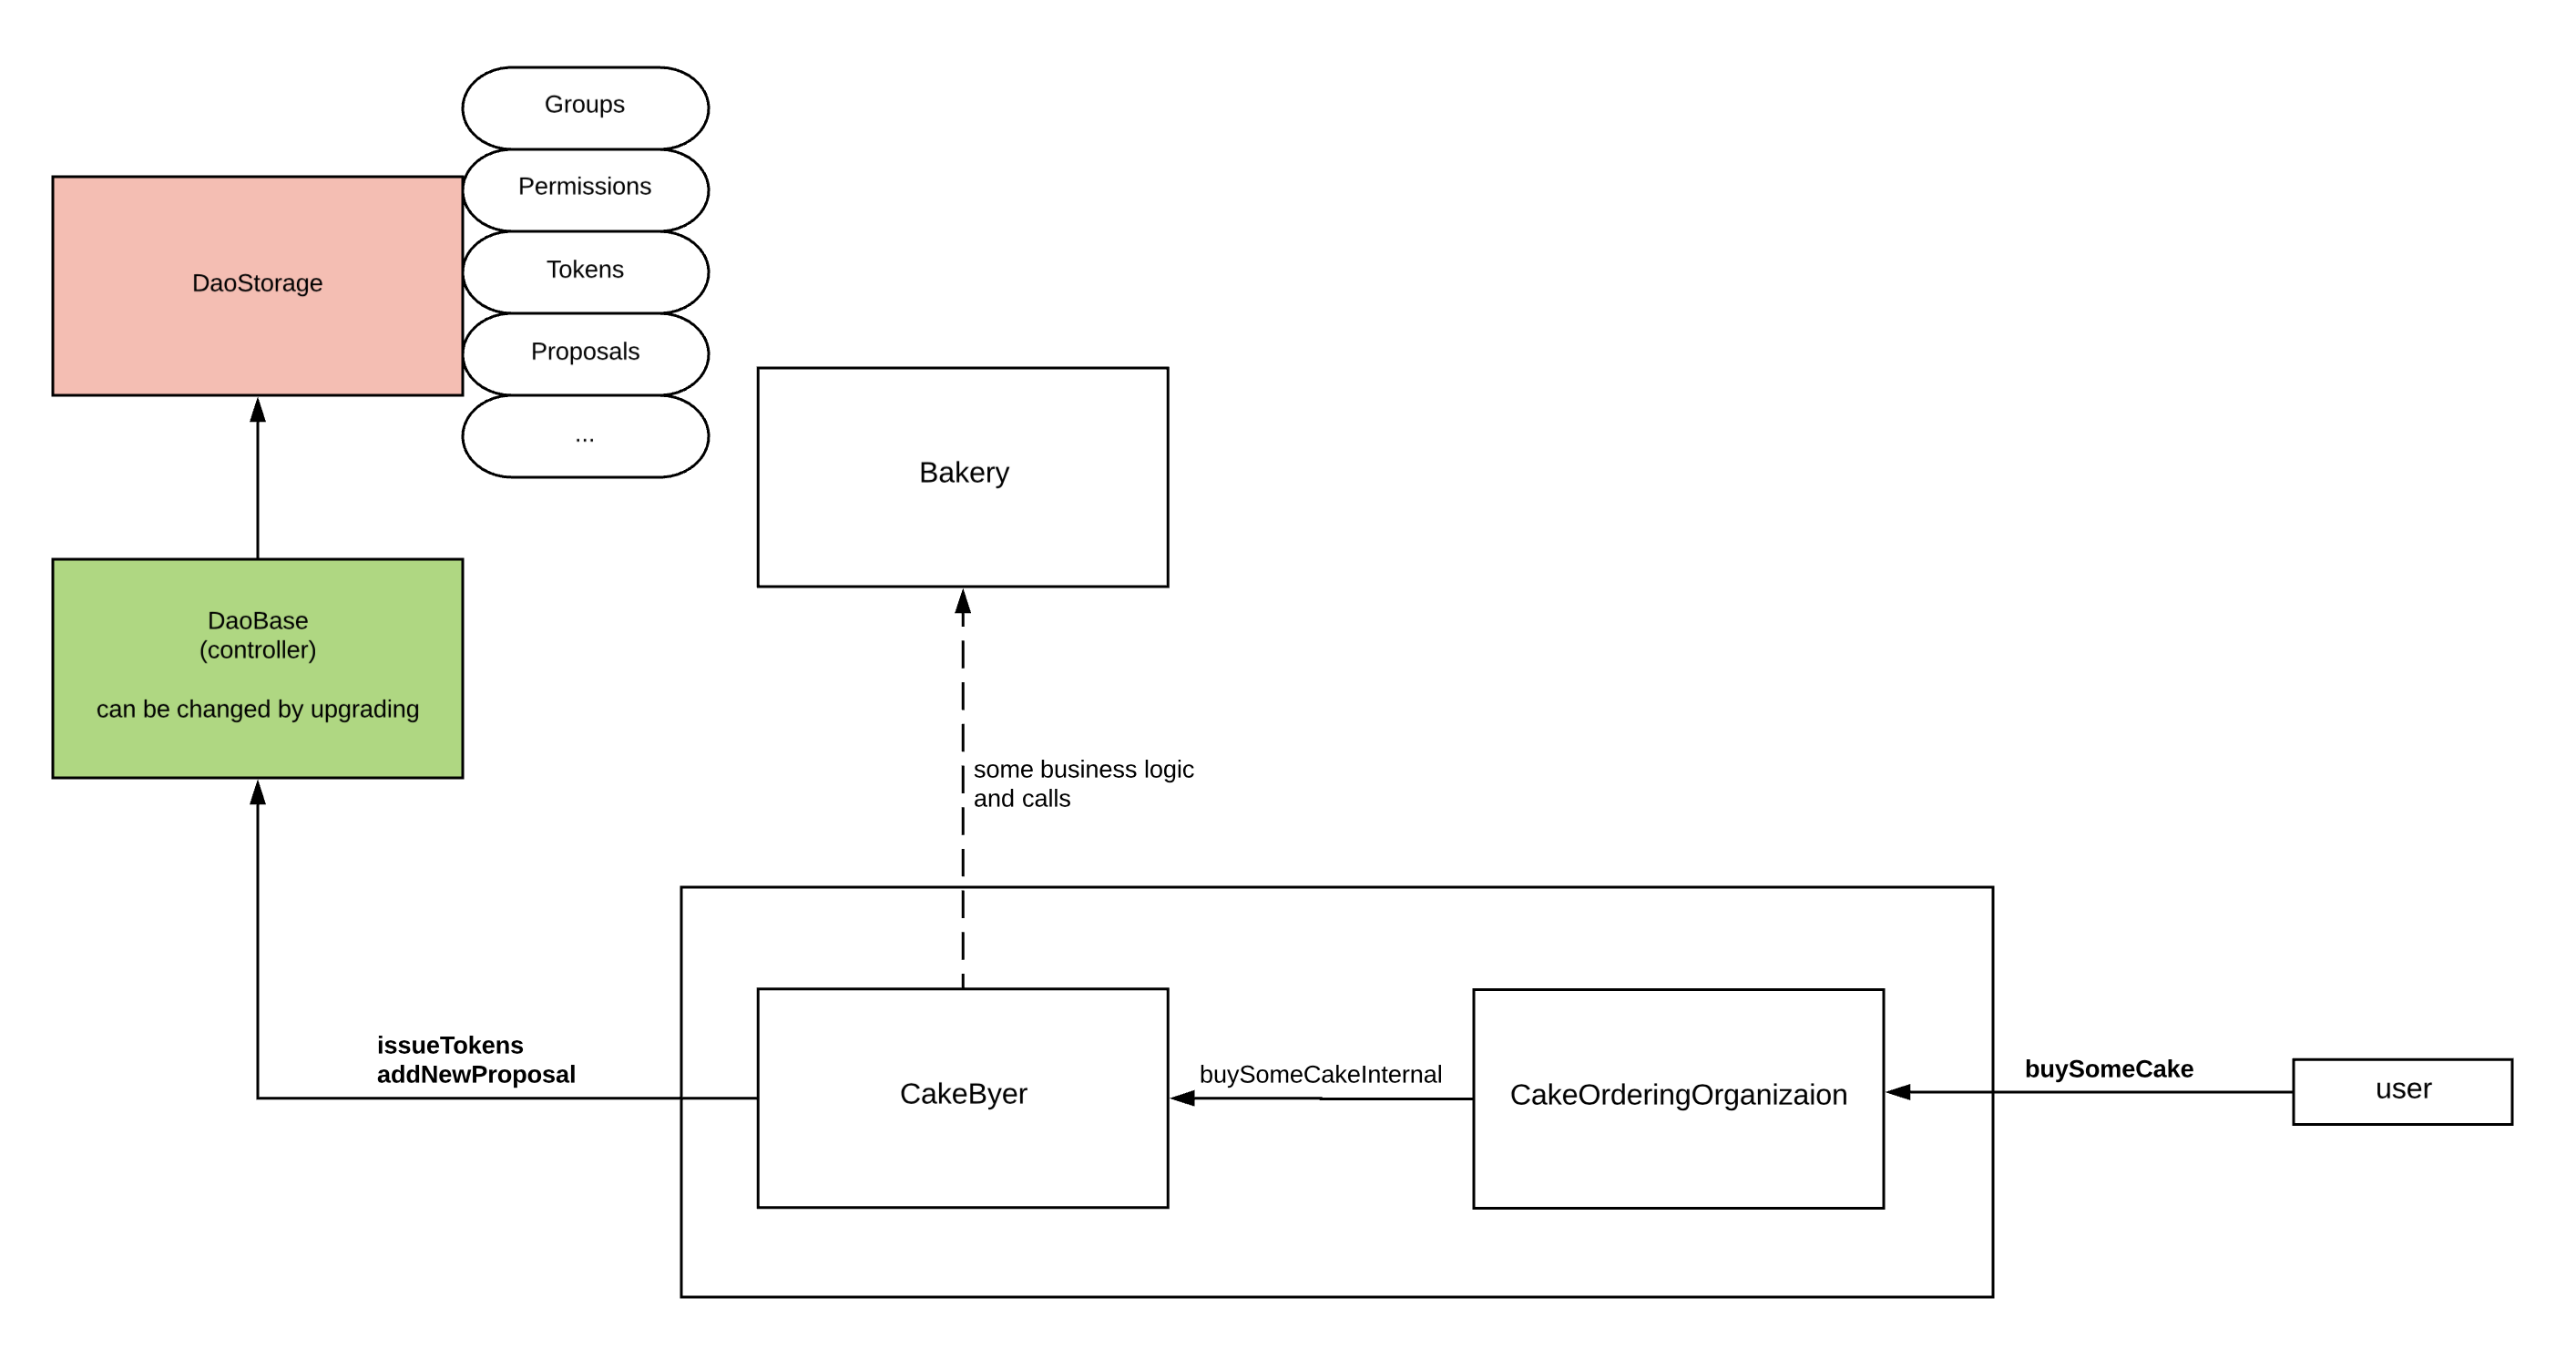 Groups
Permissions
Tokens
Proposals
...
DaoStorage
Bakery
DaoBase
(controller)
can be changed by upgrading
some business logic
and calls
issueTokens
addNewProposal
CakeByer
buySomeCakeInternal
CakeOrderingOrganizaion
buySomeCake
user